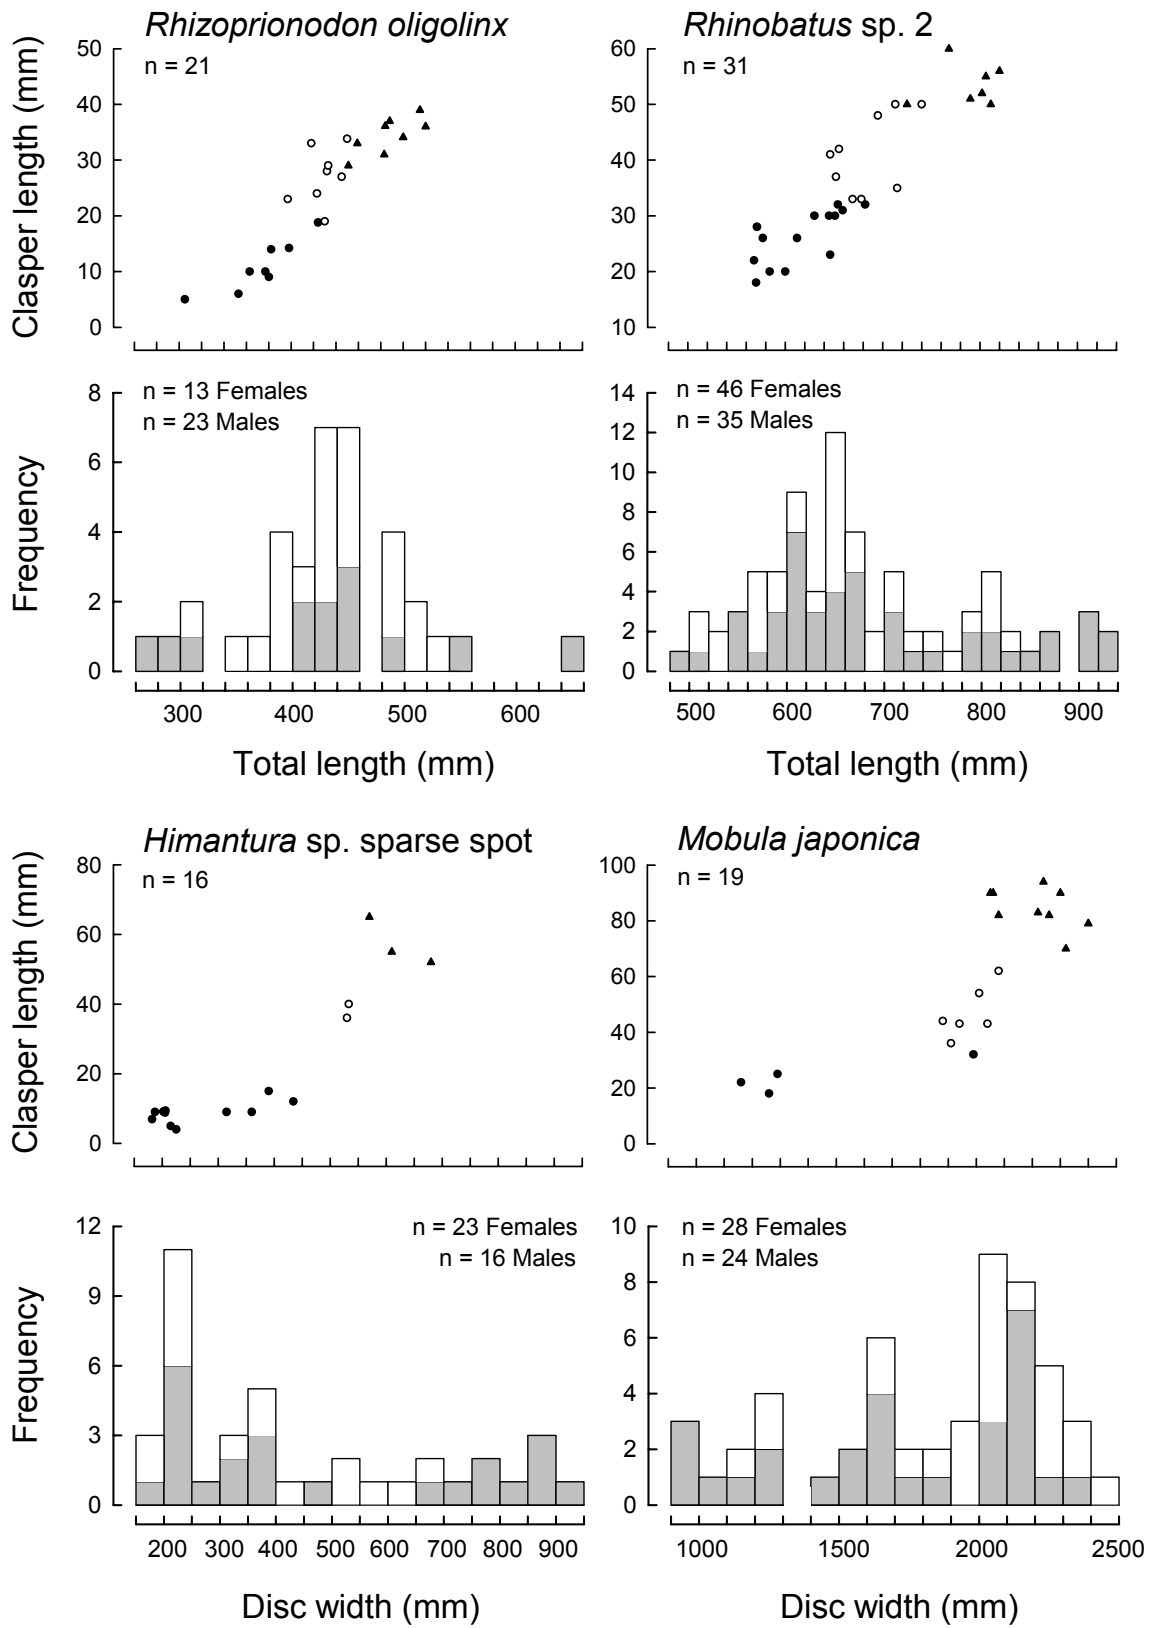 Rhizoprionodon oligolinx
Rhinobatus sp. 2
Clasper length (mm)
50
40
30
20
10
0
n = 21
60
50
40
30
20
10
n = 31
Frequency
8
6
4
2
0
n = 13 Females
n = 23 Males
300 400 500 600
Total length (mm)
14
12
10
8
6
4
2
0
n = 46 Females
n = 35 Males
500 600 700 800 900
Total length (mm)
Himantura sp. sparse spot
Mobula japonica
Clasper length (mm)
80
60
40
20
0
n = 16
100
80
60
40
20
0
n = 19
Frequency
12
9
6
3
0
n = 23 Females
n = 16 Males
200 300 400 500 600 700 800 900
Disc width (mm)
10
8
6
4
2
0
n = 28 Females
n = 24 Males
1000 1500 2000 2500
Disc width (mm)